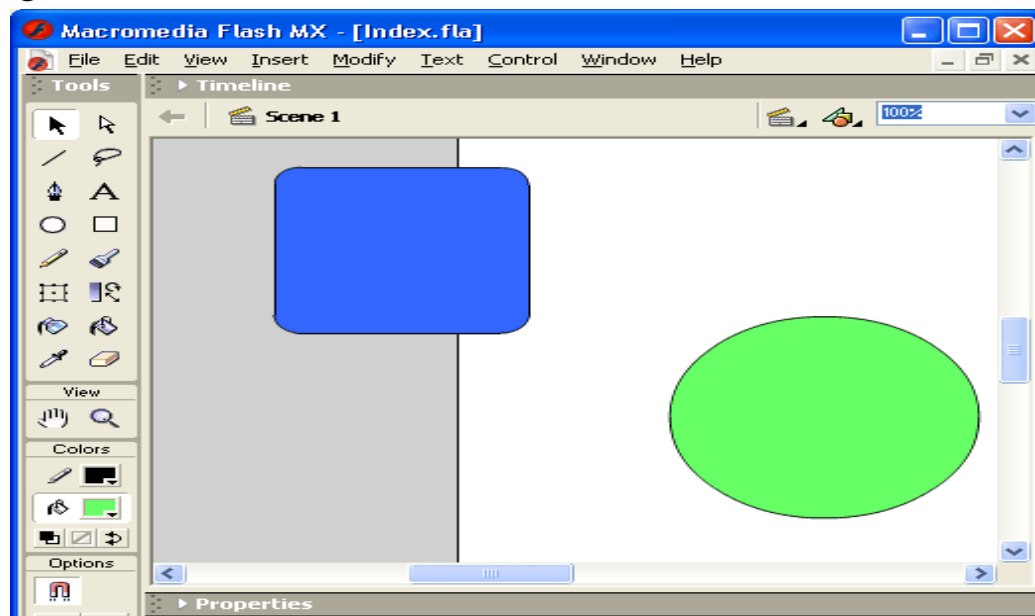 Macromedia Flash MX - [Index.fla]
File Edit View Insert Modify Text Control Window Help
Tools
Timeline
Scene 1
100%
View
Colors
Options
Properties